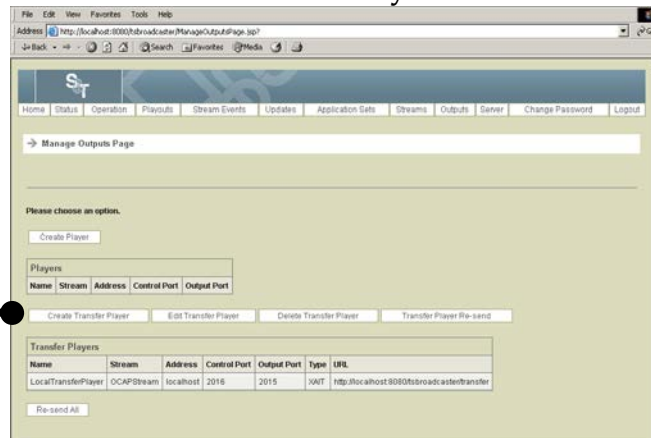 File Edit View Favorites Tools Help
Address http://localhost:8080/tsbroadcaster/ManageOutputsPage.jsp?
Back Search Favorites Media
S&T
Home Status Operation Playouts Stream Events Updates Application Sets Streams Outputs Server Change Password Logout
Manage Outputs Page
Please choose an option.
Create Player
Players
Name Stream Address Control Port Output Port
Create Transfer Player Edit Transfer Player Delete Transfer Player Transfer Player Re-send
Transfer Players
Name Stream Address Control Port Output Port Type URL
LocalTransferPlayer OCAPStream localhost 2016 2015 XAIT http://localhost:8080/tsbroadcaster/transfer
Re-send All